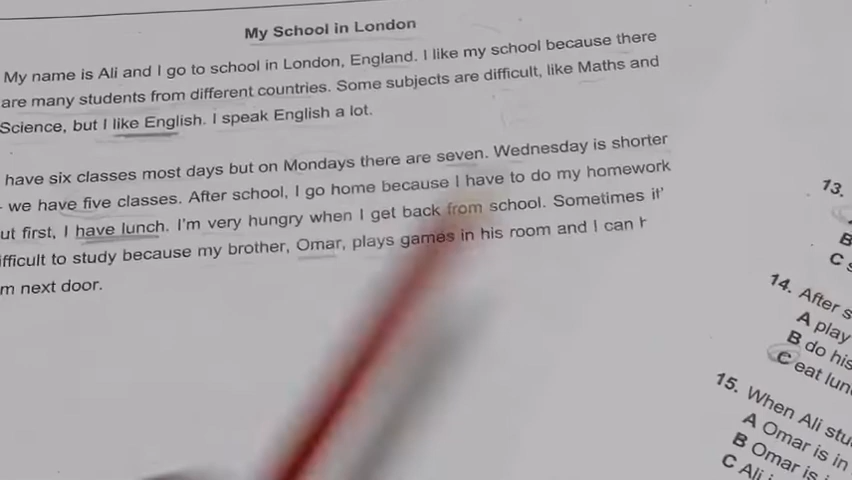 My School in London
My name is Ali and I go to school in London, England. I like my school because there
are many students from different countries. Some subjects are difficult, like Maths and
Science, but I like English. I speak English a lot.
have six classes most days but on Mondays there are seven. Wednesday is shorter
we have five classes. After school, I go home because I have to do my homework
first, I have lunch. I'm very hungry when I get back from school. Sometimes
to study because my brother, Omar, plays games in his room and I can
next door.
13.
B
C
14. After
A play
B do his
C eat
15. When Ali
A Omar is in
B Omar is
C Ali